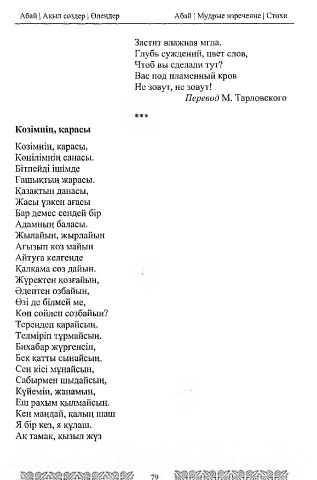 Абай | Ақыл сөздер | Өлеңдер
Абай | Мудрые изречение | Стихи
Застит влажная мгла.
Глубь суждений, цвет слов,
Чтоб вы сделали тут?
Вас под пламенный кров
Не зовут, не зовут!
Перевод М. Тарловского
***
Көзімнің, қарасы
Көзімнің, қарасы,
Көңілімнің санасы.
Бітпейді ішімде
Ғашықтың жарасы.
Қазақтың данасы,
Жасы үлкен ағасы
Бар демес сендей бір
Адамның баласы.
Жылайын, жырлайын
Ағызып көз майын
Айтуға келгенде
Қалқама сөз дайын.
Жүректен қозғайын,
Әдептен озбайын,
Өзі де білмей ме,
Көп сөйлеп созбайын?
Тереңдеп қарайсың,
Телміріп тұрмайсың.
Бихабар жүргенсіп,
Бек қатты сынайсың.
Сен кісі мұңайсын,
Сабырмен шыдайсың,
Күйемін, жанамын,
Еш рахым қылмайсың.
Кең маңдай, қалың шаш
Я бір кез, я құлаш.
Ақ тамақ, қызыл жүз
79